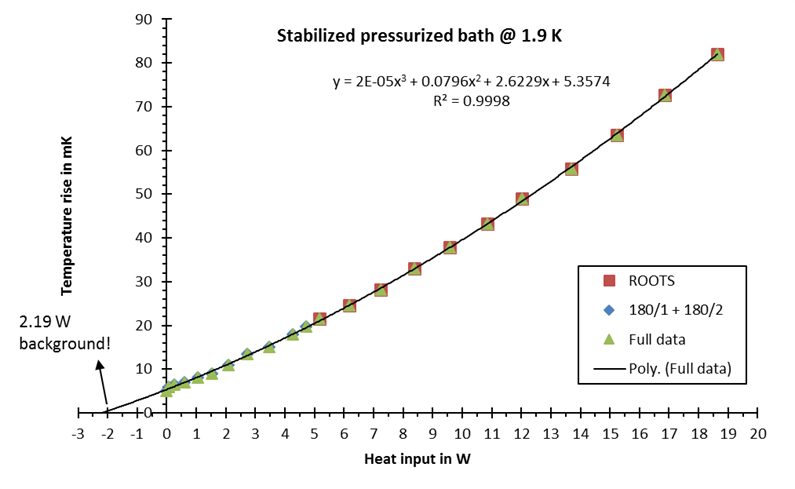 Stabilized pressurized bath @ 1.9 K
y = 2E-05x³ + 0.0796x² + 2.6229x + 5.3574
R² = 0.9998
90
80
70
60
50
40
30
20
10
0
Temperature rise in mK
2.19 W
background!
ROOTS
180/1 + 180/2
Full data
Poly. (Full data)
-3 -2 -1 0 1 2 3 4 5 6 7 8 9 10 11 12 13 14 15 16 17 18 19 20
Heat input in W